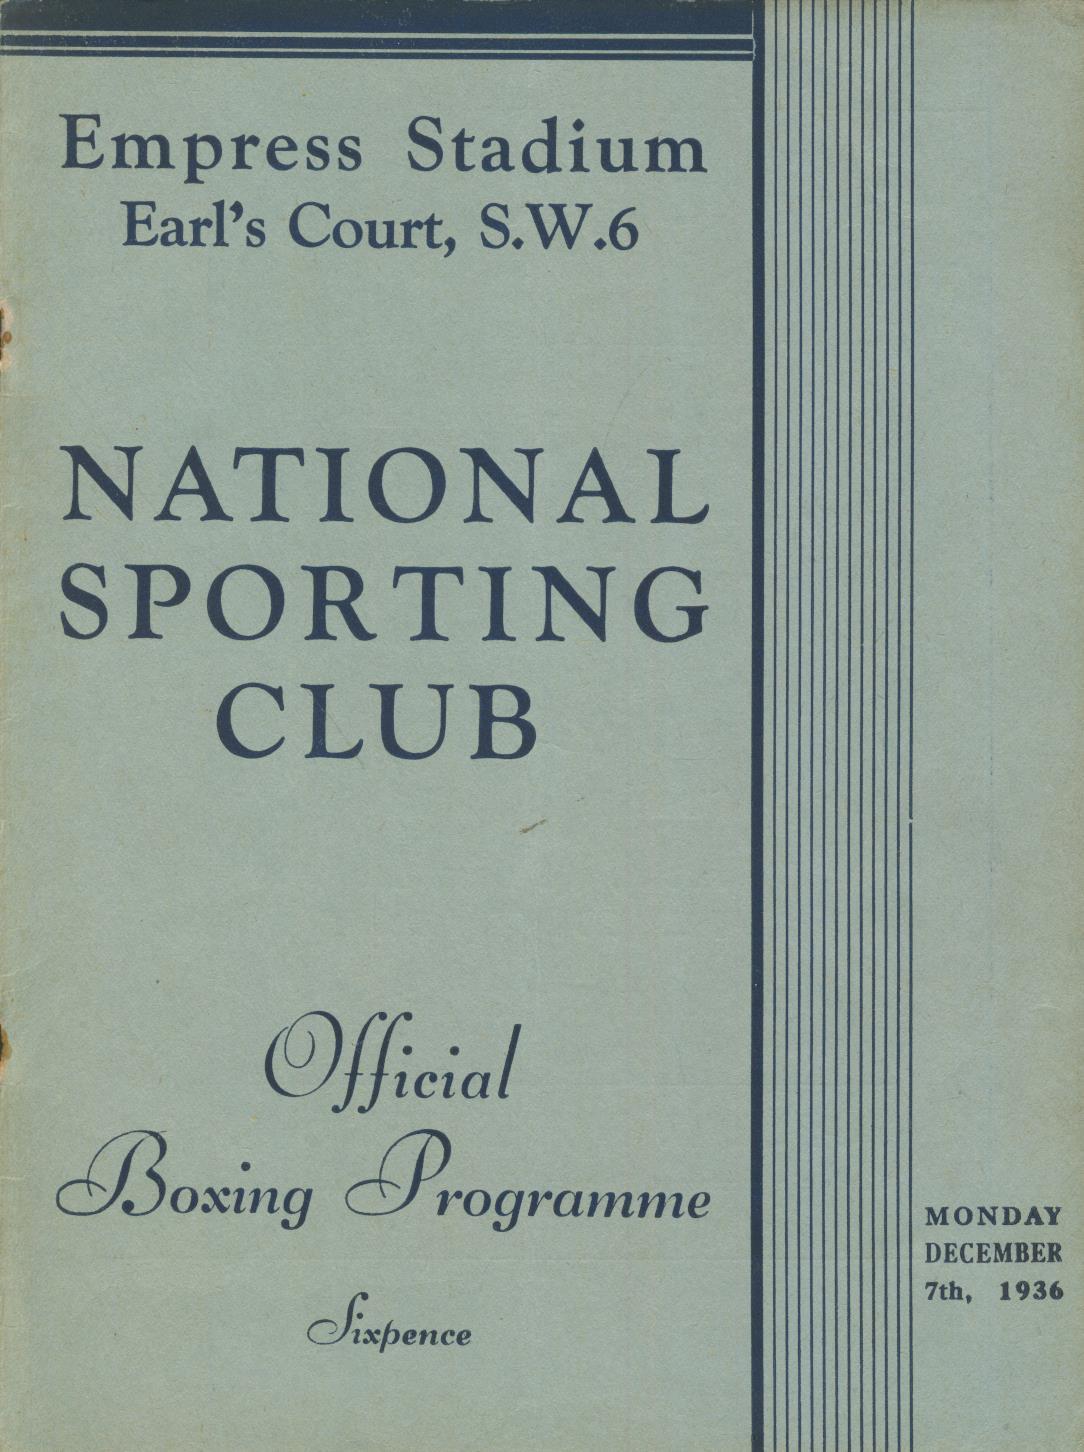 Empress Stadium
Earl's Court, S.W.6
NATIONAL
SPORTING
CLUB
Official
Boxing Programme
Sixpence
MONDAY
DECEMBER
7th, 1936